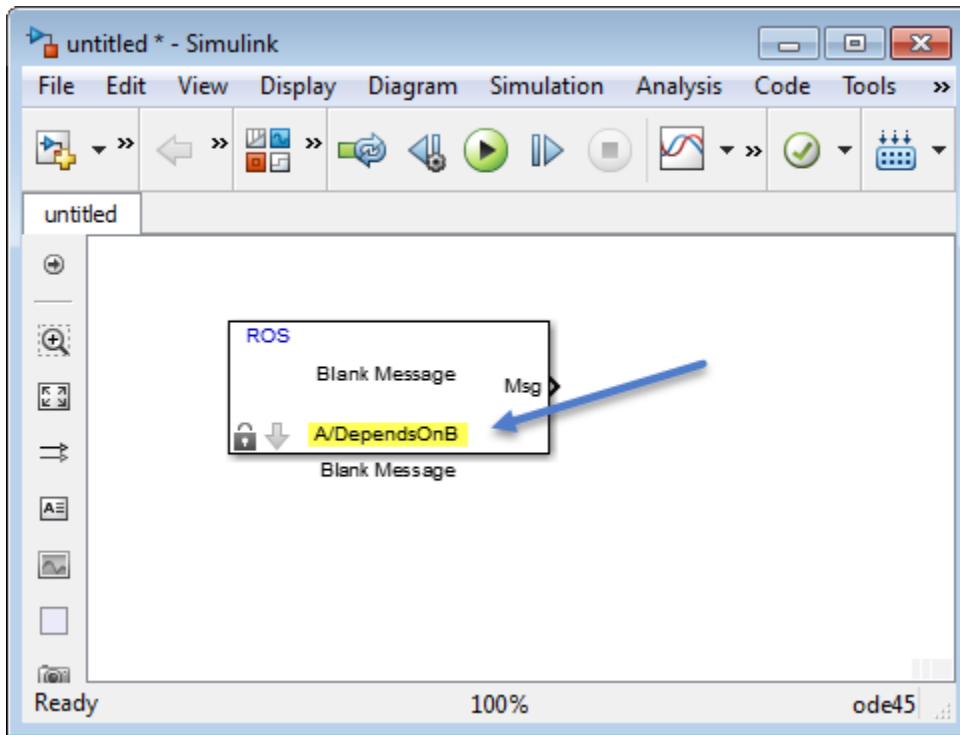 untitled * - Simulink
File Edit View Display Diagram Simulation Analysis Code Tools »
untitled
ROS
Blank Message
Msg
A/DependsOnB
Blank Message
Ready 100% ode45